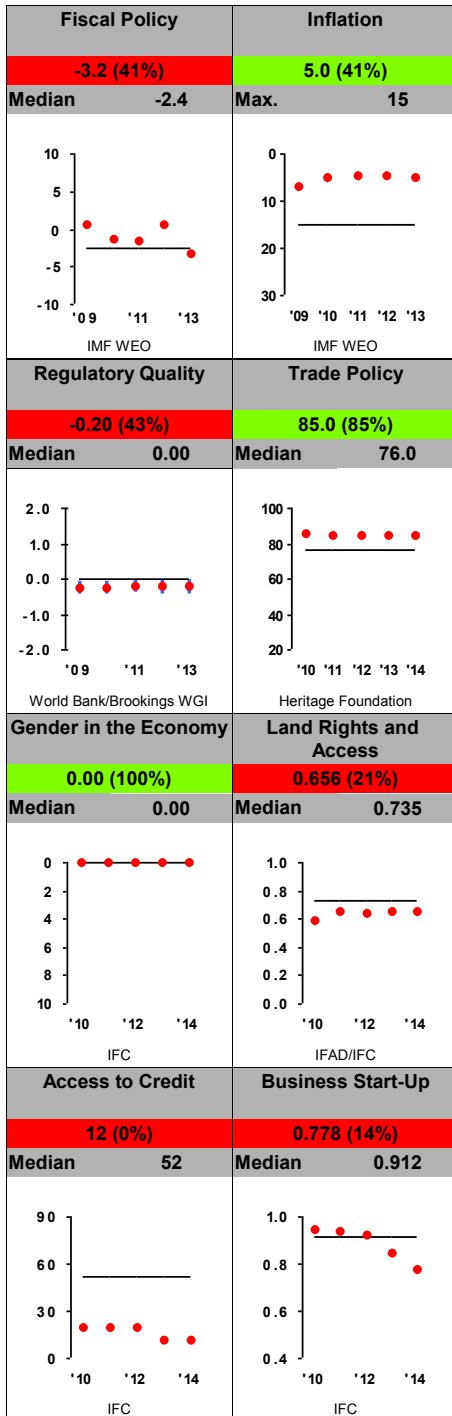 Fiscal Policy
-3.2 (41%)
Median -2.4
10
5
0
-5
-10
'09 '11 '13
IMF WEO
Inflation
5.0 (41%)
Max. 15
0
10
20
30
'09 '10 '11 '12 '13
IMF WEO
Regulatory Quality
-0.20 (43%)
Median 0.00
2.0
1.0
0.0
-1.0
-2.0
'09 '11 '13
World Bank/Brookings WGI
Trade Policy
85.0 (85%)
Median 76.0
100
80
60
40
20
'10 '11 '12 '13 '14
Heritage Foundation
Gender in the Economy
0.00 (100%)
Median 0.00
0
2
4
6
8
10
'10 '12 '14
IFC
Land Rights and
Access
0.656 (21%)
Median 0.735
1.0
0.8
0.6
0.4
0.2
0.0
'10 '12 '14
IFAD/IFC
Access to Credit
12 (0%)
Median 52
90
60
30
0
'10 '12 '14
IFC
Business Start-Up
0.778 (14%)
Median 0.912
1.0
0.8
0.6
0.4
'10 '12 '14
IFC